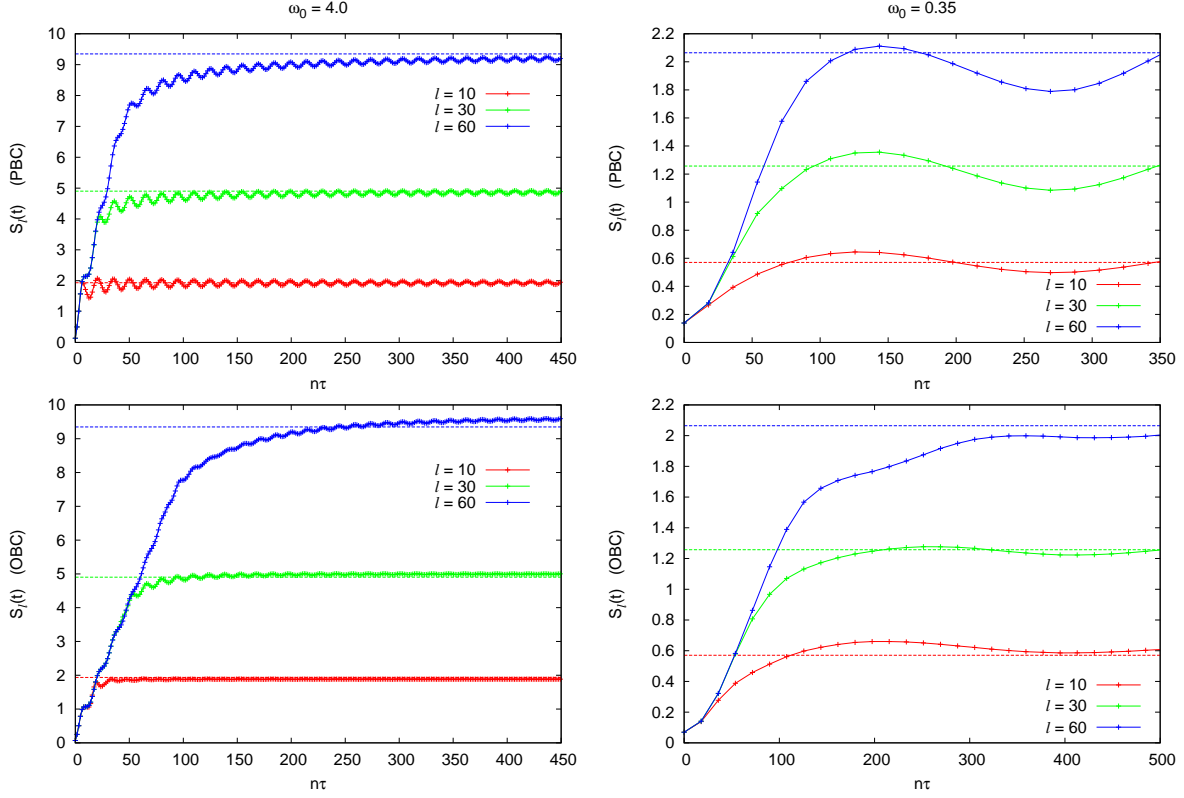 ω₀ = 4.0
10
9
8
7
6
5
4
3
2
1
0
S_l(t) (PBC)
l = 10
l = 30
l = 60
0 50 100 150 200 250 300 350 400 450
nτ
ω₀ = 0.35
2.2
2
1.8
1.6
1.4
1.2
1
0.8
0.6
0.4
0.2
0
S_l(t) (PBC)
l = 10
l = 30
l = 60
0 50 100 150 200 250 300 350
nτ
10
9
8
7
6
5
4
3
2
1
0
S_l(t) (OBC)
l = 10
l = 30
l = 60
0 50 100 150 200 250 300 350 400 450
nτ
2.2
2
1.8
1.6
1.4
1.2
1
0.8
0.6
0.4
0.2
0
S_l(t) (OBC)
l = 10
l = 30
l = 60
0 100 200 300 400 500
nτ